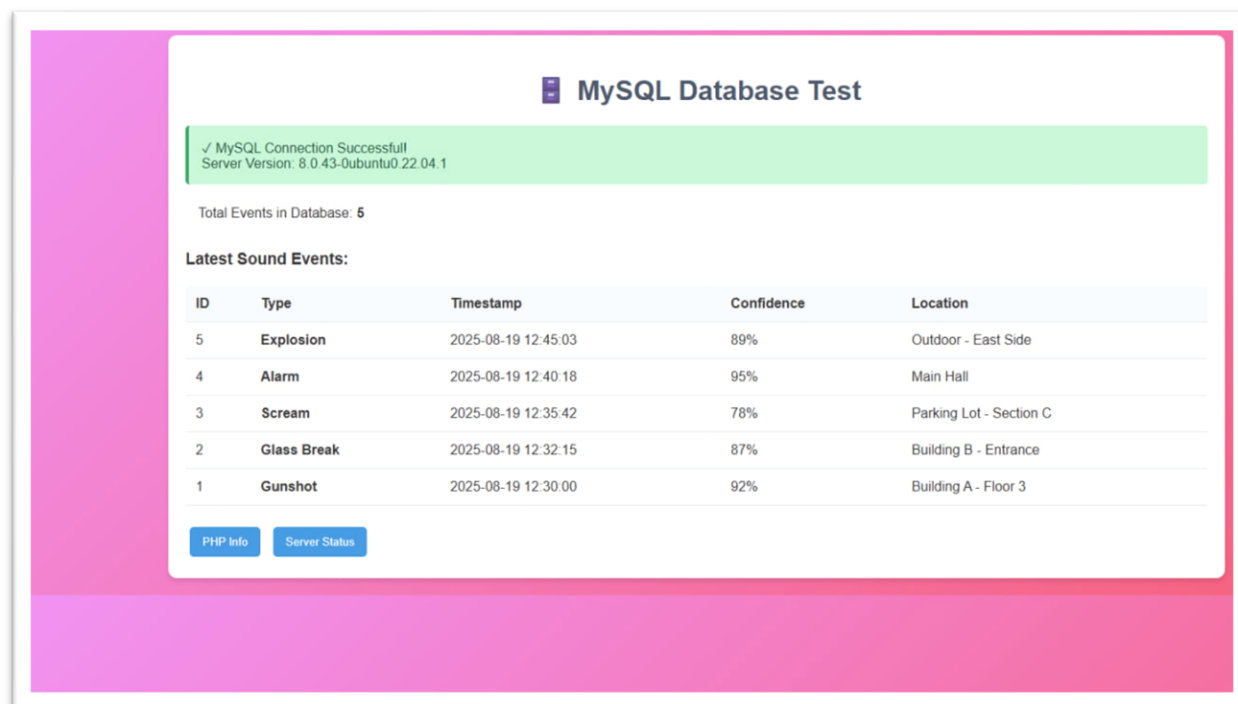 MySQL Database Test
✓ MySQL Connection Successful!
Server Version: 8.0.43-0ubuntu0.22.04.1
Total Events in Database: 5
Latest Sound Events:
ID Type Timestamp Confidence Location
5 Explosion 2025-08-19 12:45:03 89% Outdoor - East Side
4 Alarm 2025-08-19 12:40:18 95% Main Hall
3 Scream 2025-08-19 12:35:42 78% Parking Lot - Section C
2 Glass Break 2025-08-19 12:32:15 87% Building B - Entrance
1 Gunshot 2025-08-19 12:30:00 92% Building A - Floor 3
PHP Info Server Status